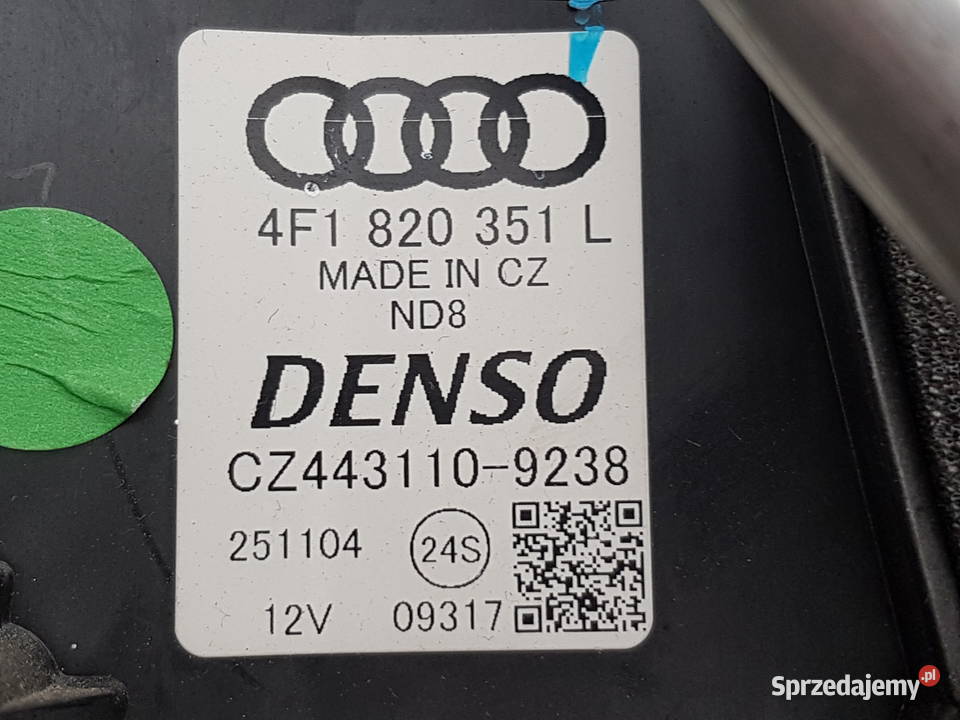 4F1 820 351 L
MADE IN CZ
ND8
DENSO
CZ443110-9238
251104
24S
12V 09317
Sprzedajemy.pl